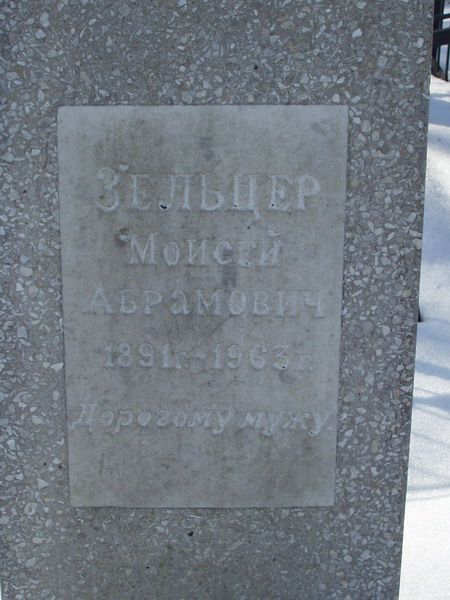 ЗЕЛЬЦЕР
МОИСЕЙ
АБРАМОВИЧ
1891г.-1963г.
Дорогому мужу.